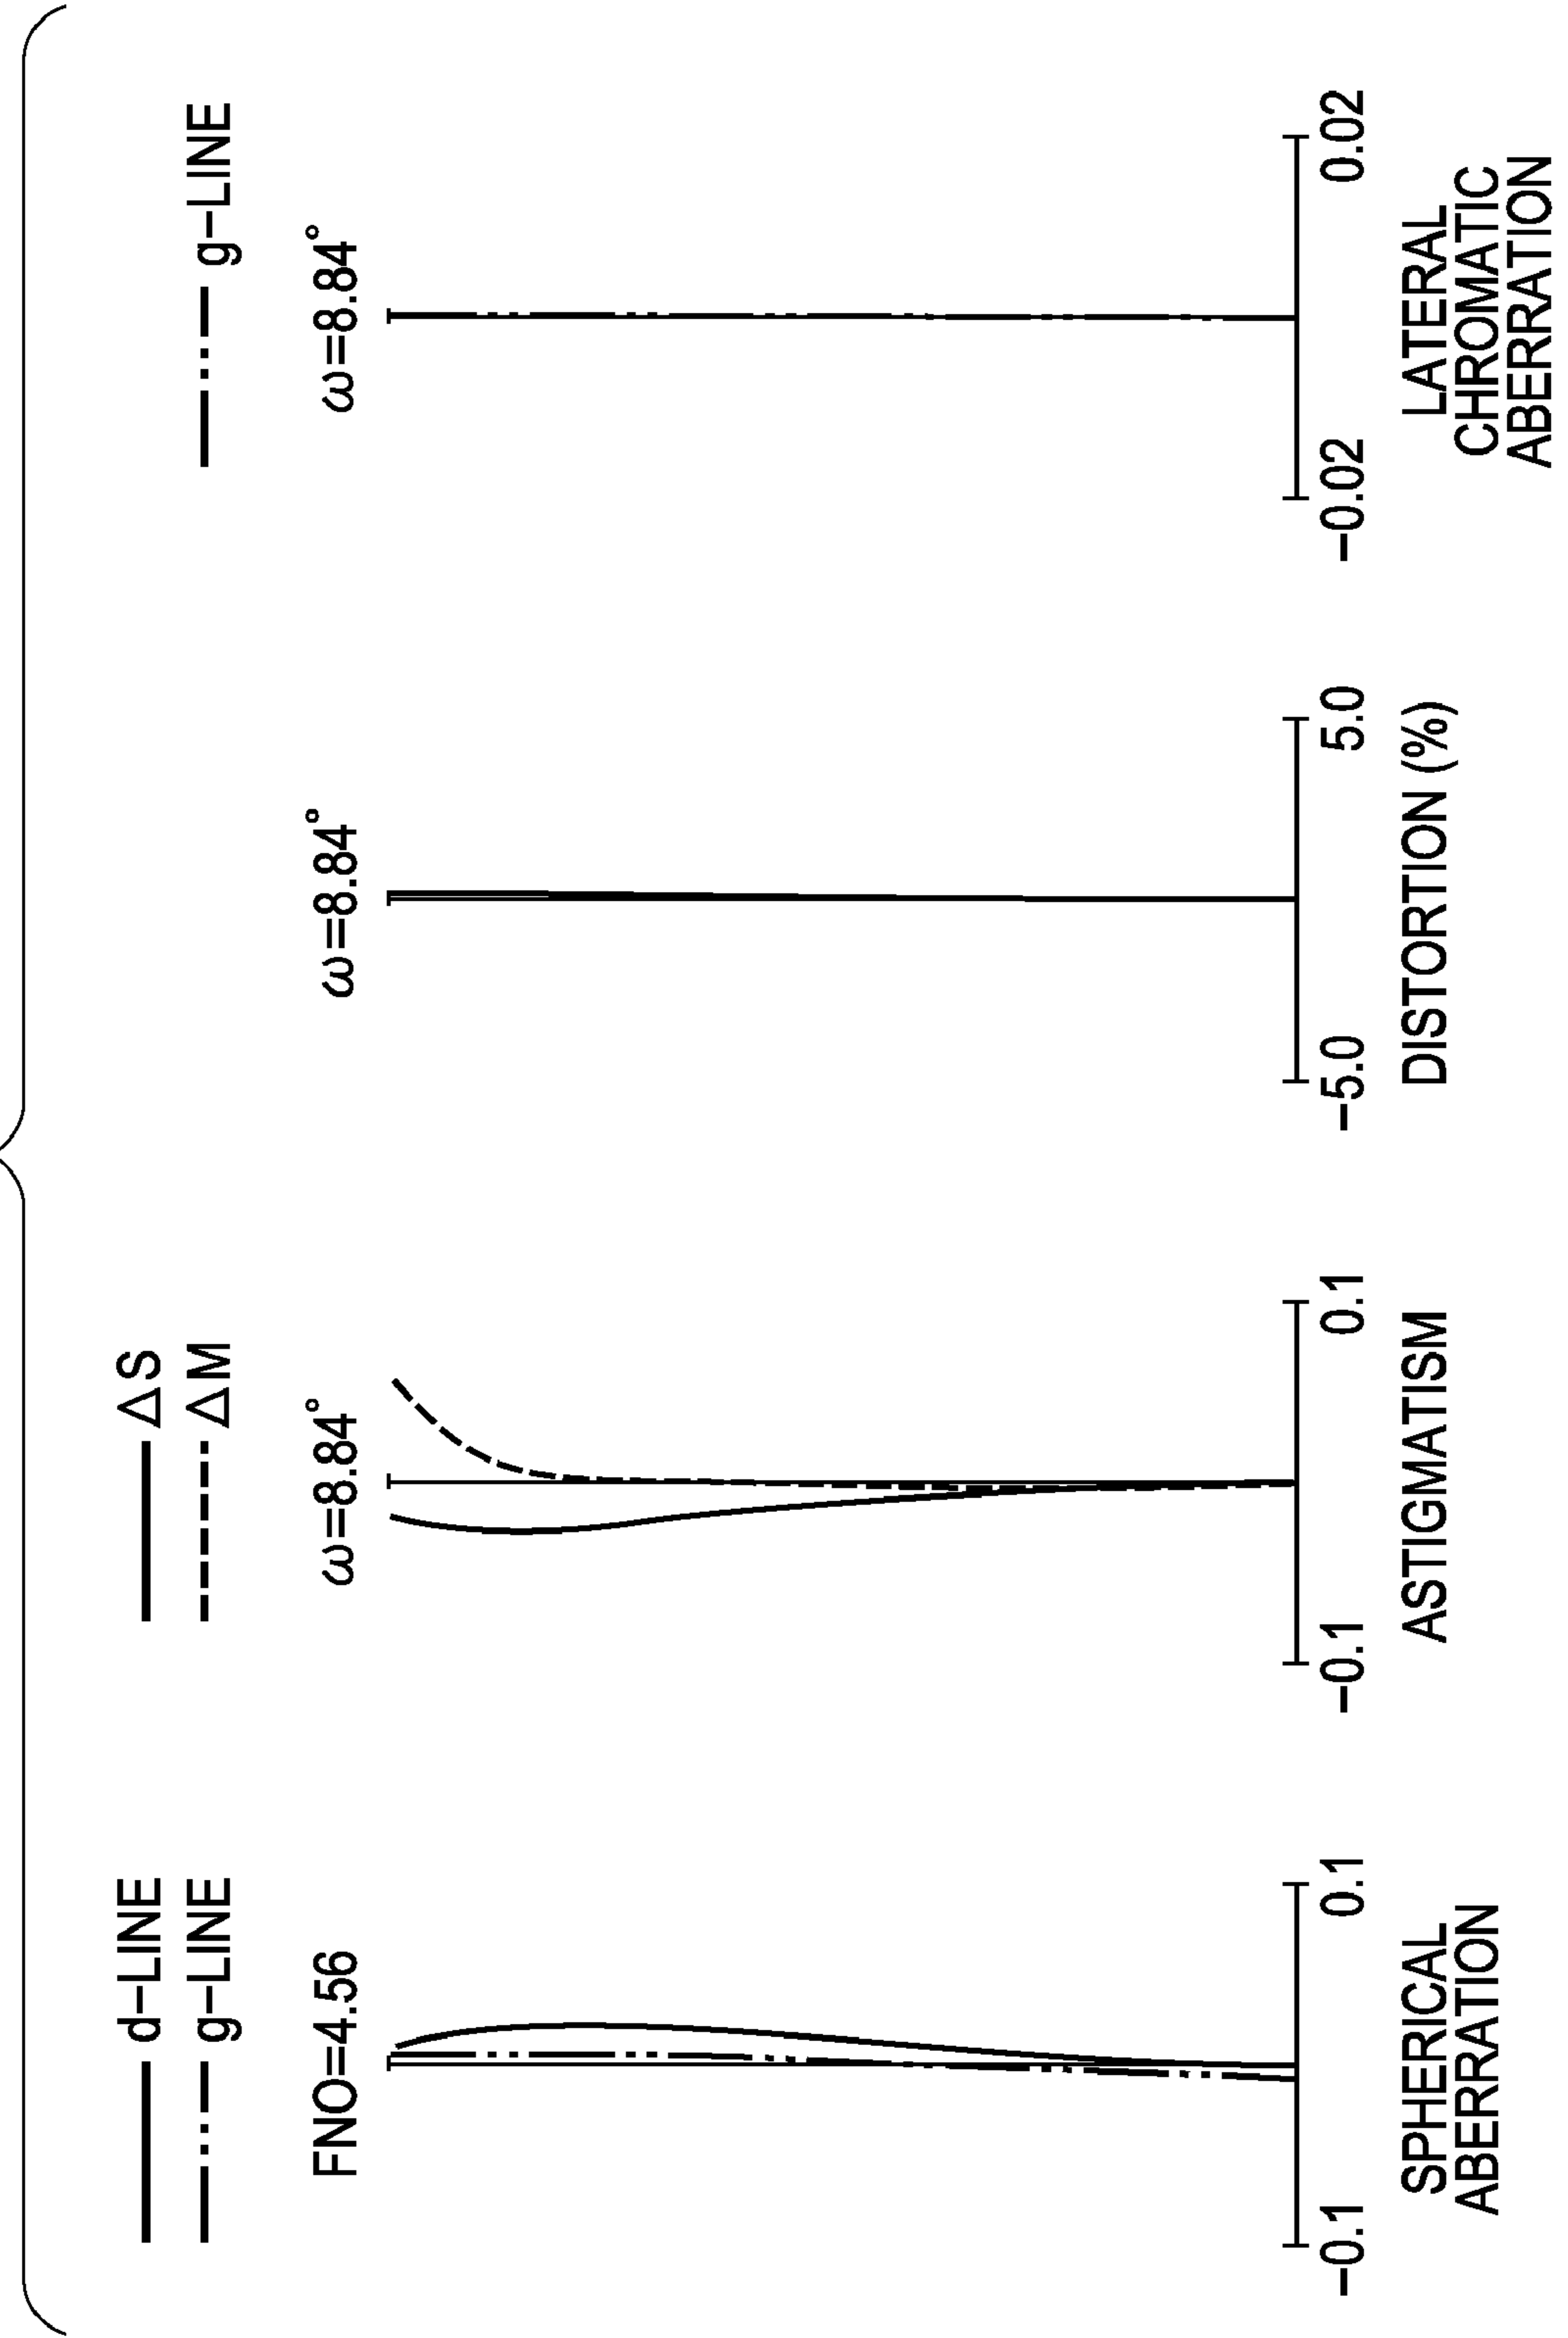 d-LINE
g-LINE
FNO=4.56
-0.1
0.1
SPHERICAL
ABERRATION
ΔS
ΔM
ω=8.84°
-0.1
0.1
ASTIGMATISM
ω=8.84°
-5.0
5.0
DISTORTION (%)
g-LINE
ω=8.84°
-0.02
0.02
LATERAL
CHROMATIC
ABERRATION